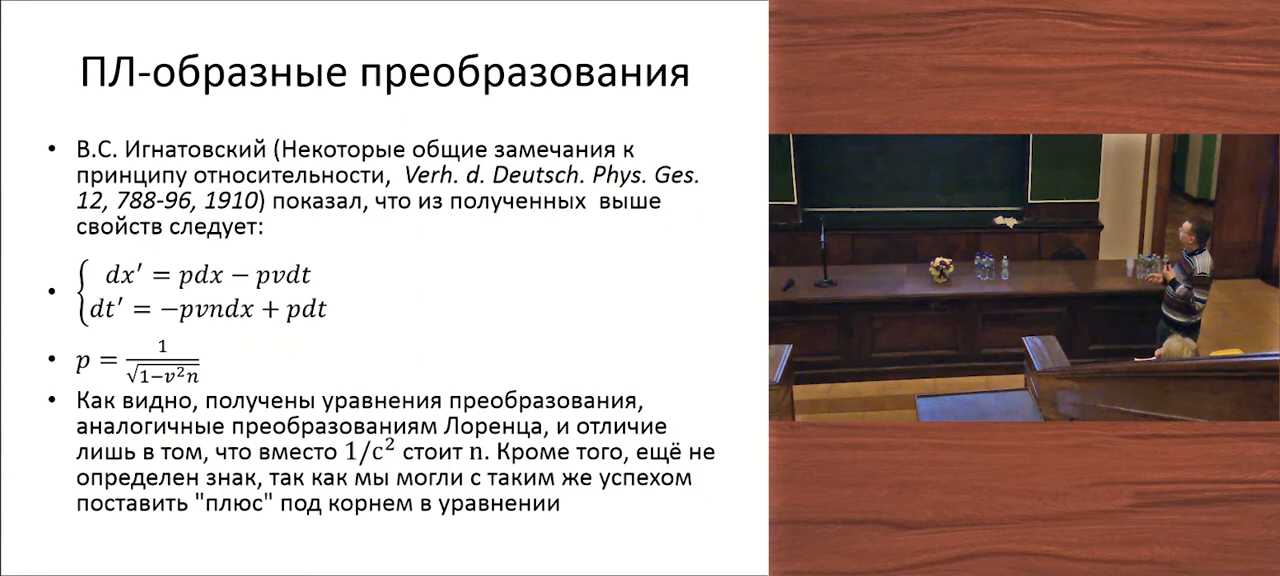 ПЛ-образные преобразования
• В.С. Игнатовский (Некоторые общие замечания к
принципу относительности, Verh. d. Deutsch. Phys. Ges.
12, 788-96, 1910) показал, что из полученных выше
свойств следует:
• { dx′ = pdx − pvdt
dt′ = −pvndx + pdt
• p = 1/√(1−v²n)
• Как видно, получены уравнения преобразования,
аналогичные преобразованиям Лоренца, и отличие
лишь в том, что вместо 1/c² стоит n. Кроме того, ещё не
определен знак, так как мы могли с таким же успехом
поставить "плюс" под корнем в уравнении